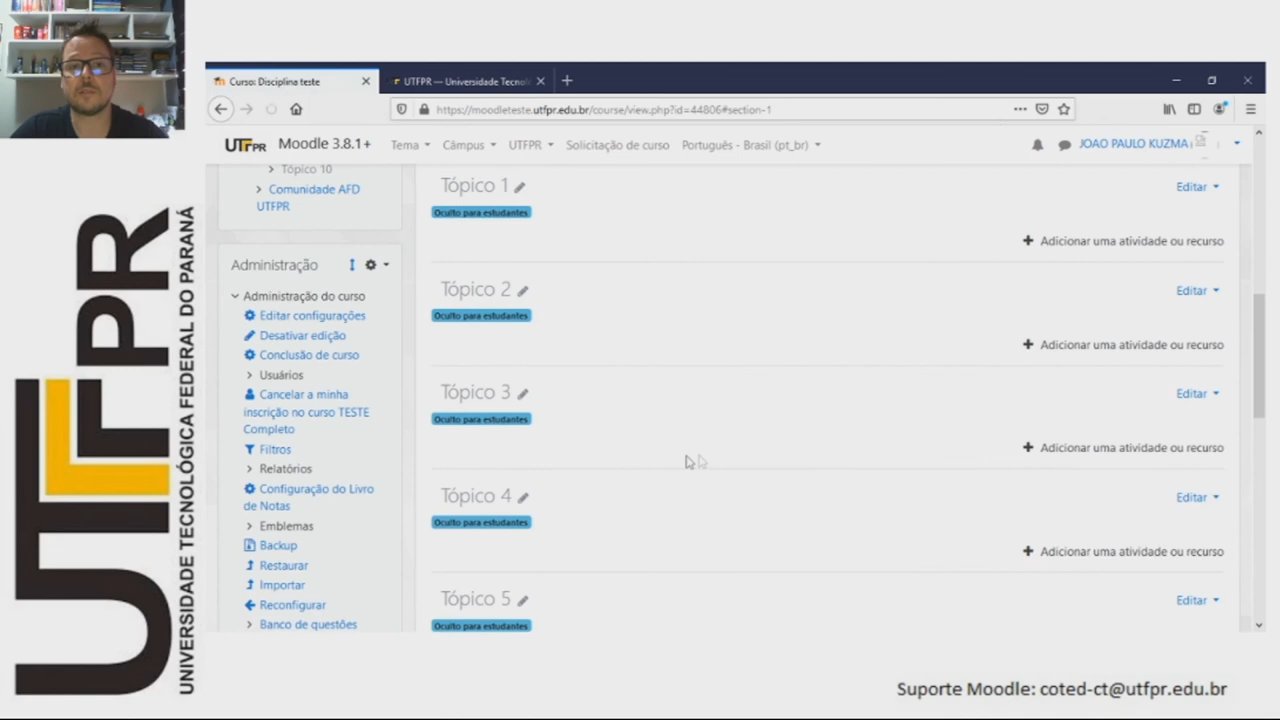 Curso: Disciplina teste
UTFPR — Universidade Tecnol
https://moodleteste.utfpr.edu.br/course/view.php?id=44806#section-1
UTFPR Moodle 3.8.1+ Tema Câmpus UTFPR Solicitação de curso Português - Brasil (pt_br) JOAO PAULO KUZMA
Tópico 10
Comunidade AFD
UTFPR
Administração
Administração do curso
Editar configurações
Desativar edição
Conclusão de curso
Usuários
Cancelar a minha
inscrição no curso TESTE
Completo
Filtros
Relatórios
Configuração do Livro
de Notas
Emblemas
Backup
Restaurar
Importar
Reconfigurar
Banco de questões
Tópico 1 Editar
Oculto para estudantes
+ Adicionar uma atividade ou recurso
Tópico 2 Editar
Oculto para estudantes
+ Adicionar uma atividade ou recurso
Tópico 3 Editar
Oculto para estudantes
+ Adicionar uma atividade ou recurso
Tópico 4 Editar
Oculto para estudantes
+ Adicionar uma atividade ou recurso
Tópico 5 Editar
Oculto para estudantes
UTFPR
UNIVERSIDADE TECNOLÓGICA FEDERAL DO PARANÁ
Suporte Moodle: coted-ct@utfpr.edu.br